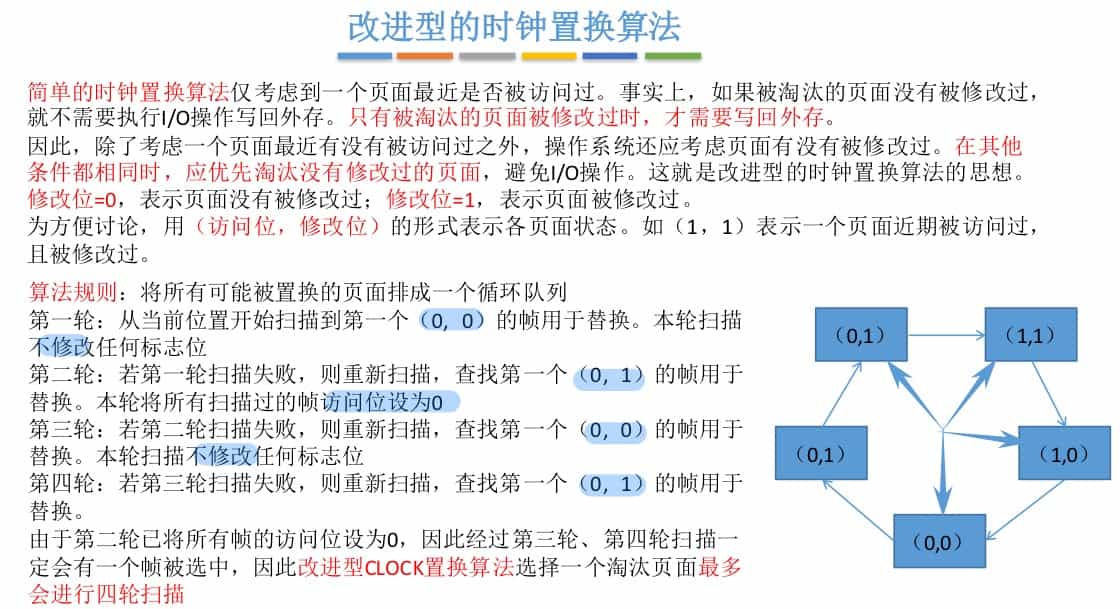 改进型的时钟置换算法
简单的时钟置换算法仅考虑到一个页面最近是否被访问过。事实上，如果被淘汰的页面没有被修改过，
就不需要执行I/O操作写回外存。只有被淘汰的页面被修改过时，才需要写回外存。
因此，除了考虑一个页面最近有没有被访问过之外，操作系统还应考虑页面有没有被修改过。在其他
条件都相同时，应优先淘汰没有修改过的页面，避免I/O操作。这就是改进型的时钟置换算法的思想。
修改位=0，表示页面没有被修改过；修改位=1，表示页面被修改过。
为方便讨论，用（访问位，修改位）的形式表示各页面状态。如（1，1）表示一个页面近期被访问过，
且被修改过。
算法规则：将所有可能被置换的页面排成一个循环队列
第一轮：从当前位置开始扫描到第一个（0，0）的帧用于替换。本轮扫描
不修改任何标志位
第二轮：若第一轮扫描失败，则重新扫描，查找第一个（0，1）的帧用于
替换。本轮将所有扫描过的帧访问位设为0
第三轮：若第二轮扫描失败，则重新扫描，查找第一个（0，0）的帧用于
替换。本轮扫描不修改任何标志位
第四轮：若第三轮扫描失败，则重新扫描，查找第一个（0，1）的帧用于
替换。
由于第二轮已将所有帧的访问位设为0，因此经过第三轮、第四轮扫描一
定会有一个帧被选中，因此改进型CLOCK置换算法选择一个淘汰页面最多
会进行四轮扫描
（0,1）
（1,1）
（0,1）
（1,0）
（0,0）